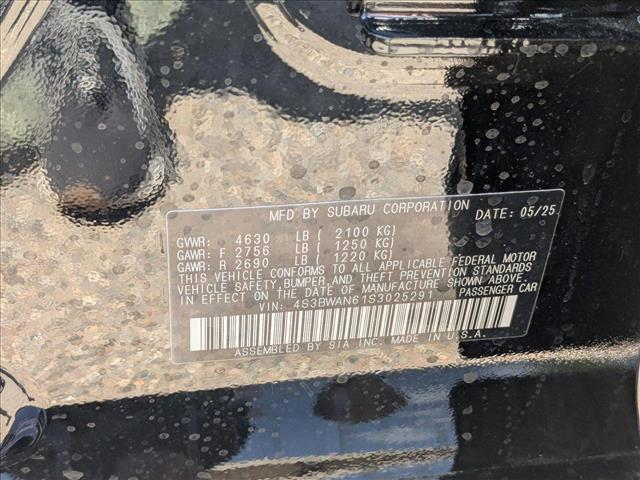 MFD BY SUBARU CORPORATION DATE: 05/25
GVWR: 4630 LB ( 2100 KG)
GAWR: F 2756 LB ( 1250 KG)
GAWR: R 2690 LB ( 1220 KG)
THIS VEHICLE CONFORMS TO ALL APPLICABLE FEDERAL MOTOR
VEHICLE SAFETY, BUMPER, AND THEFT PREVENTION STANDARDS
IN EFFECT ON THE DATE OF MANUFACTURE SHOWN ABOVE.
VIN: 4S3BWAN61S3025291 PASSENGER CAR
ASSEMBLED BY SIA INC. MADE IN U.S.A.